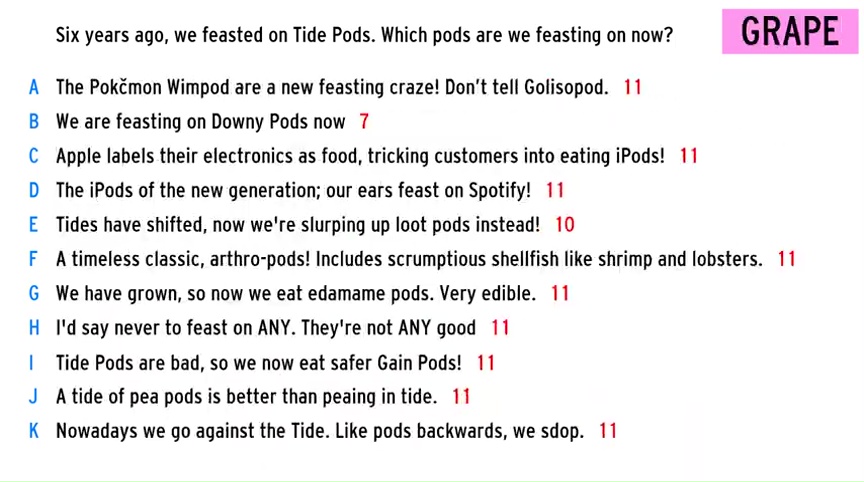 Six years ago, we feasted on Tide Pods. Which pods are we feasting on now?
GRAPE
A The Pokčmon Wimpod are a new feasting craze! Don't tell Golisopod. 11
B We are feasting on Downy Pods now 7
C Apple labels their electronics as food, tricking customers into eating iPods! 11
D The iPods of the new generation; our ears feast on Spotify! 11
E Tides have shifted, now we're slurping up loot pods instead! 10
F A timeless classic, arthro-pods! Includes scrumptious shellfish like shrimp and lobsters. 11
G We have grown, so now we eat edamame pods. Very edible. 11
H I'd say never to feast on ANY. They're not ANY good 11
I Tide Pods are bad, so we now eat safer Gain Pods! 11
J A tide of pea pods is better than peaing in tide. 11
K Nowadays we go against the Tide. Like pods backwards, we sdop. 11